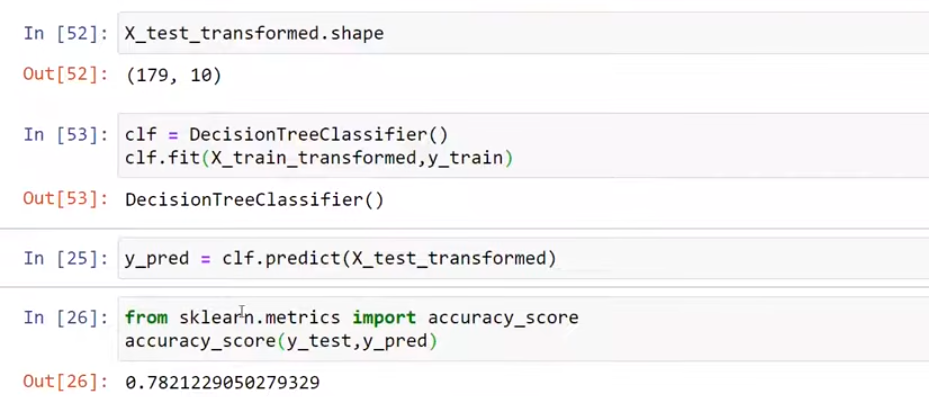 In [52]: X_test_transformed.shape
Out[52]: (179, 10)
In [53]: clf = DecisionTreeClassifier()
clf.fit(X_train_transformed,y_train)
Out[53]: DecisionTreeClassifier()
In [25]: y_pred = clf.predict(X_test_transformed)
In [26]: from sklearn.metrics import accuracy_score
accuracy_score(y_test,y_pred)
Out[26]: 0.7821229050279329